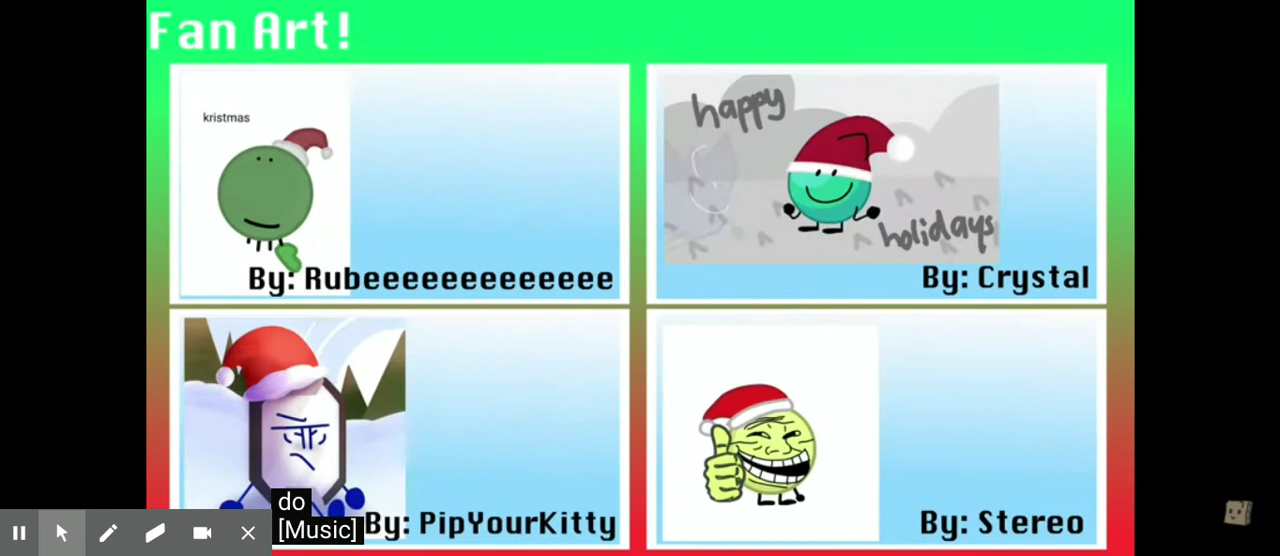 Fan Art!
kristmas
By: Rubeeeeeeeeeeeee
happy
holidays
By: Crystal
By: PipYourKitty
By: Stereo
do
[Music]